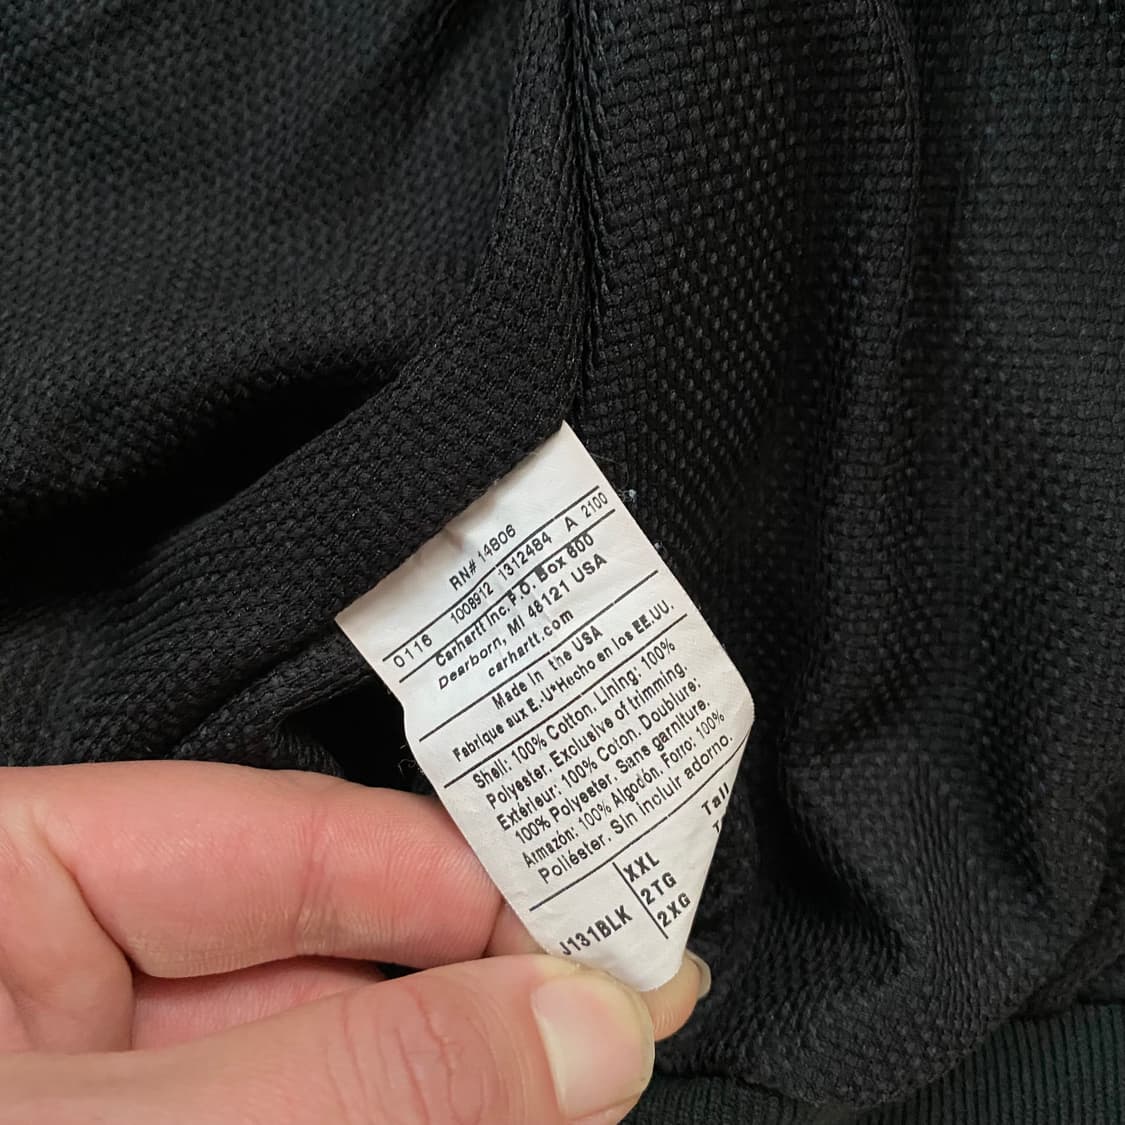 RN# 14806
0116 1008912 1312484 A 2100
Carhartt Inc. P.O. Box 600
Dearborn, MI 48121 USA
carhartt.com
Made in the USA
Fabrique aux E.-U*Hecho en los EE.UU.
Shell: 100% Cotton. Lining: 100%
Polyester. Exclusive of trimming.
Extérieur: 100% Coton. Doublure:
100% Polyester. Sans garniture.
Armazón: 100% Algodón. Forro: 100%
Poliéster. Sin incluir adorno.
J131BLK
XXL Tall
2TG
2XG